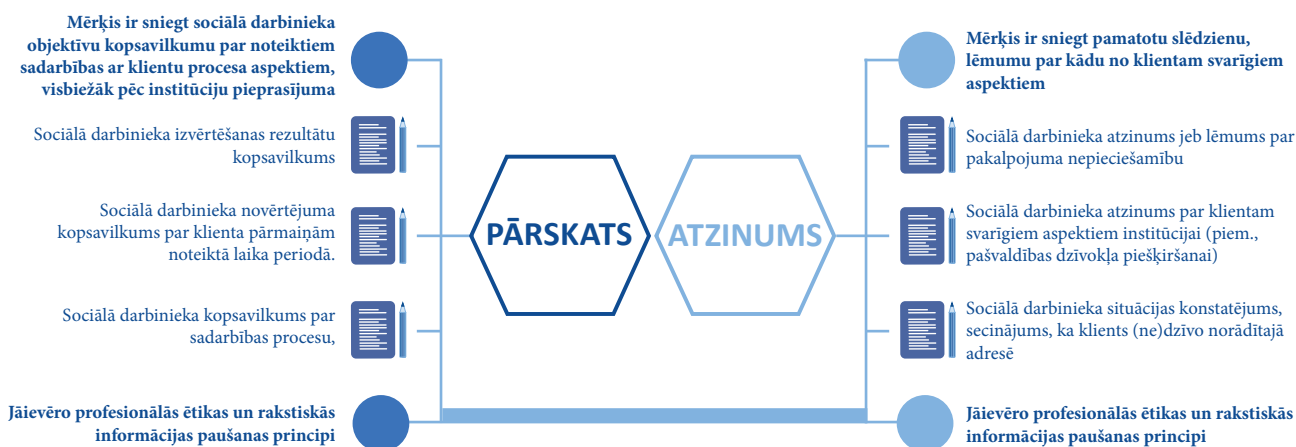 Mērķis ir sniegt sociālā darbinieka
objektīvu kopsavilkumu par noteiktiem
sadarbības ar klientu procesa aspektiem,
visbiežāk pēc institūciju pieprasījuma
Sociālā darbinieka izvērtēšanas rezultātu
kopsavilkums
Sociālā darbinieka novērtējuma
kopsavilkums par klienta pārmaiņām
noteiktā laika periodā.
Sociālā darbinieka kopsavilkums par
sadarbības procesu,
Jāievēro profesionālās ētikas un rakstiskās
informācijas paušanas principi
PĀRSKATS
ATZINUMS
Mērķis ir sniegt pamatotu slēdzienu,
lēmumu par kādu no klientam svarīgiem
aspektiem
Sociālā darbinieka atzinums jeb lēmums par
pakalpojuma nepieciešamību
Sociālā darbinieka atzinums par klientam
svarīgiem aspektiem institūcijai (piem.,
pašvaldības dzīvokļa piešķiršanai)
Sociālā darbinieka situācijas konstatējums,
secinājums, ka klients (ne)dzīvo norādītajā
adresē
Jāievēro profesionālās ētikas un rakstiskās
informācijas paušanas principi